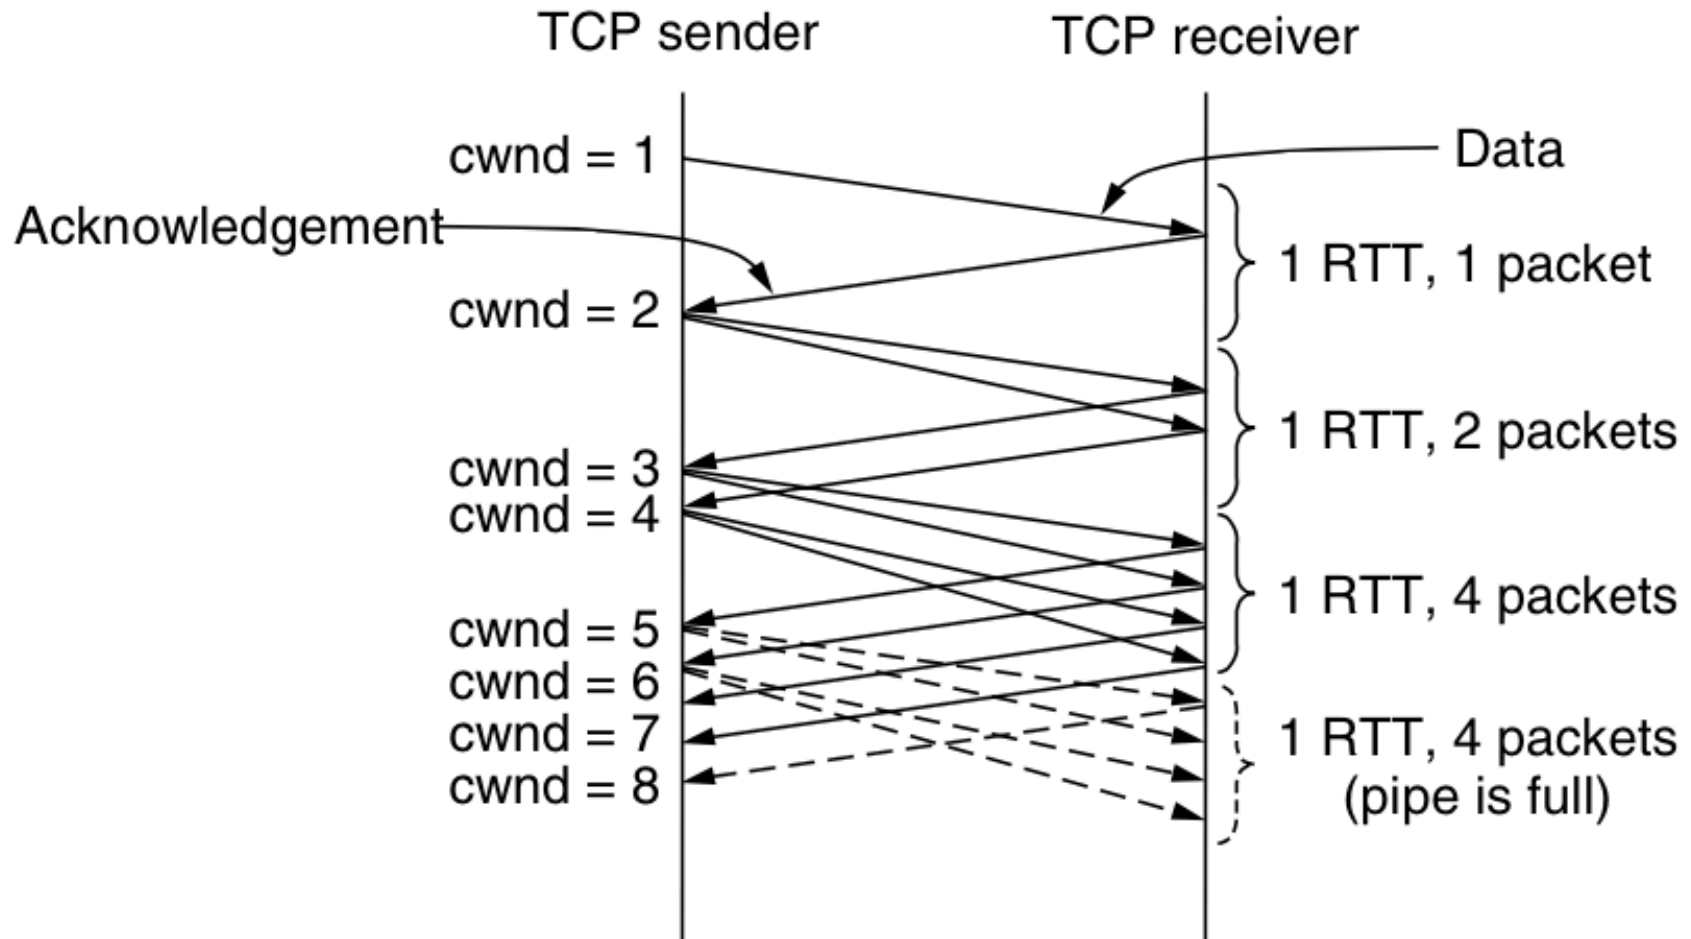 TCP sender
TCP receiver
cwnd = 1
Data
Acknowledgement
1 RTT, 1 packet
cwnd = 2
1 RTT, 2 packets
cwnd = 3
cwnd = 4
1 RTT, 4 packets
cwnd = 5
cwnd = 6
cwnd = 7
1 RTT, 4 packets
(pipe is full)
cwnd = 8